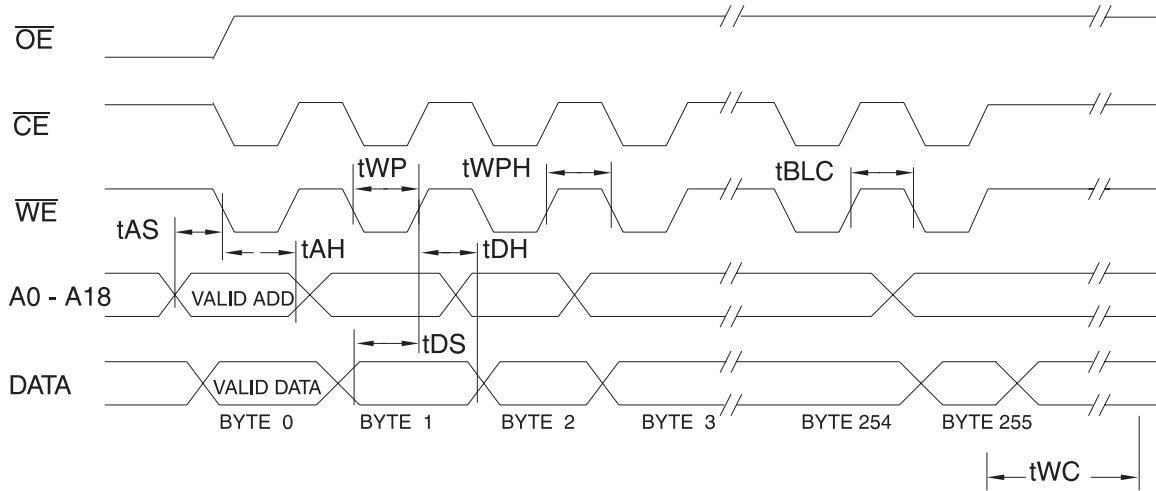 OE
CE
tWP
tWPH
tBLC
WE
tAS
tAH
tDH
A0 - A18
VALID ADD
tDS
DATA
VALID DATA
BYTE 0
BYTE 1
BYTE 2
BYTE 3
BYTE 254
BYTE 255
tWC